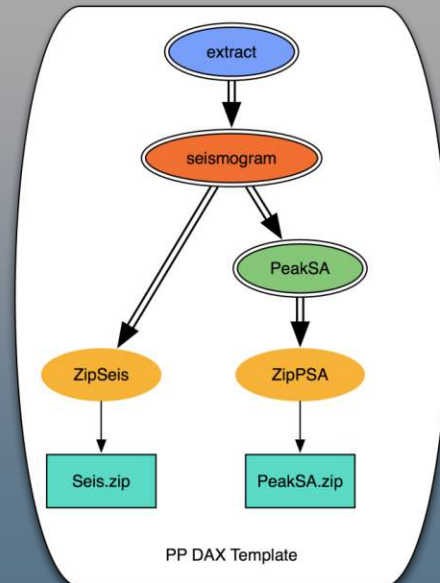 extract
seismogram
PeakSA
ZipSeis
ZipPSA
Seis.zip
PeakSA.zip
PP DAX Template